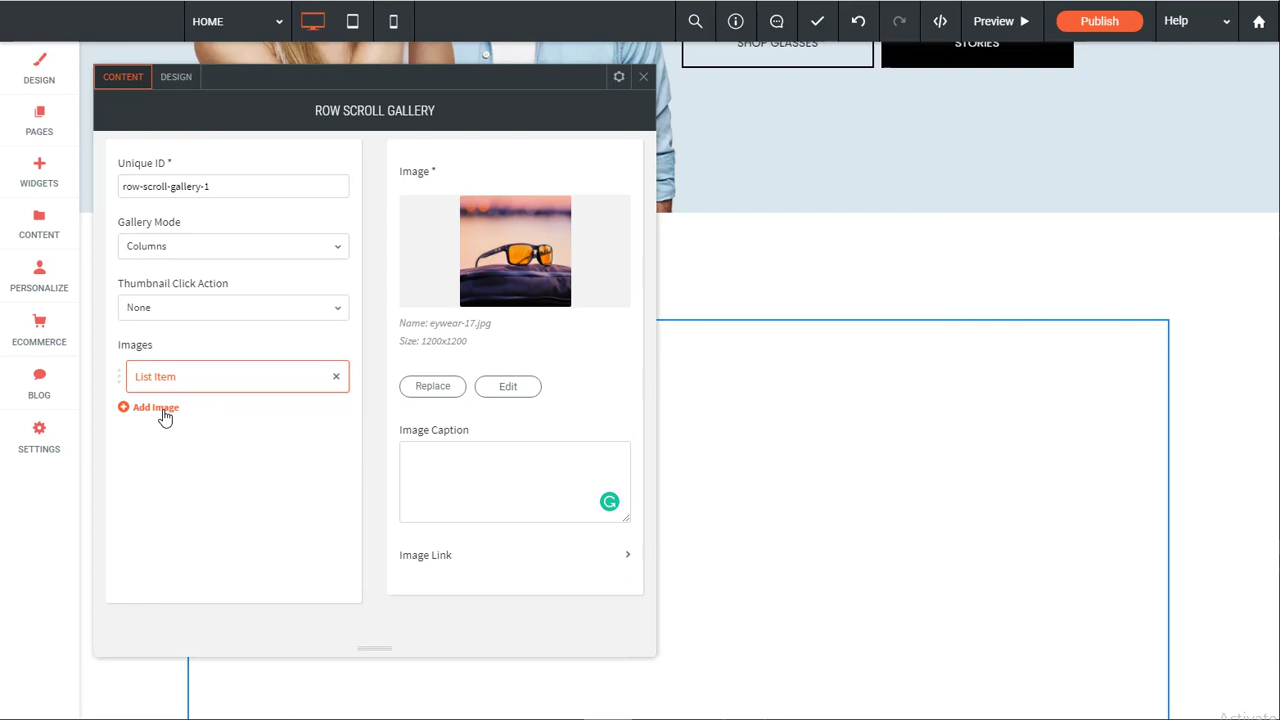 HOME
Preview
Publish
Help
SHOP GLASSES
STORIES
DESIGN
PAGES
WIDGETS
CONTENT
PERSONALIZE
ECOMMERCE
BLOG
SETTINGS
CONTENT
DESIGN
ROW SCROLL GALLERY
Unique ID *
row-scroll-gallery-1
Gallery Mode
Columns
Thumbnail Click Action
None
Images
List Item
Add Image
Image *
Name: eywear-17.jpg
Size: 1200x1200
Replace
Edit
Image Caption
Image Link